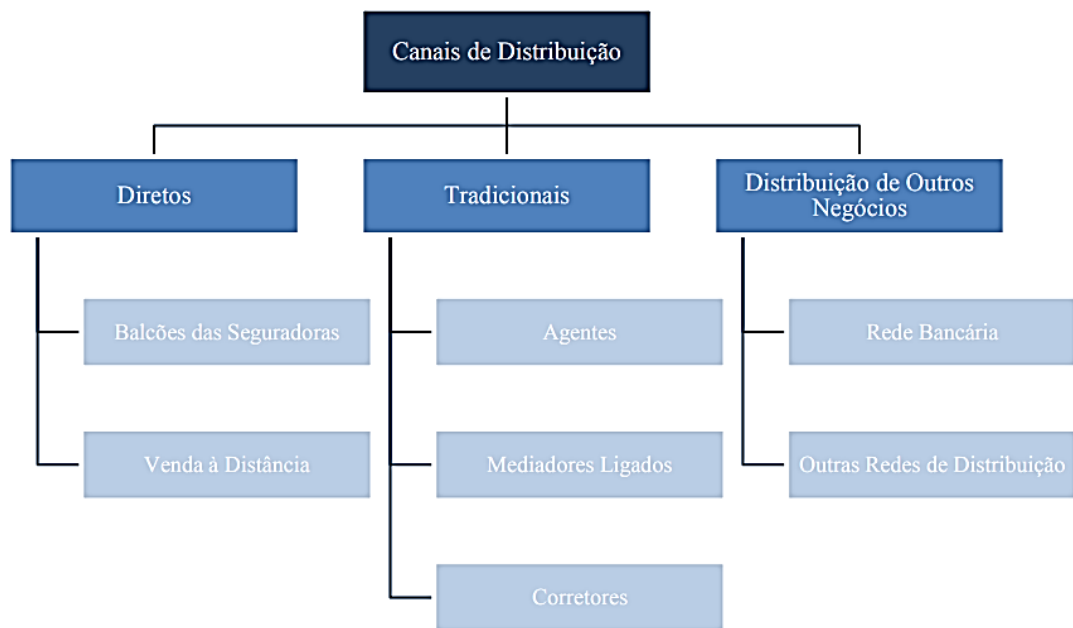 Canais de Distribuição
Diretos
Tradicionais
Distribuição de Outros
Negócios
Balcões das Seguradoras
Agentes
Rede Bancária
Venda à Distância
Mediadores Ligados
Outras Redes de Distribuição
Corretores